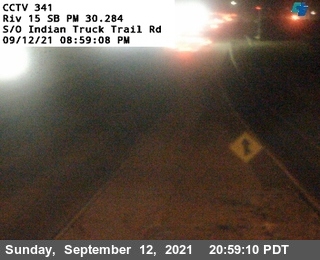 CCTV 341
Riv 15 SB PM 30.284
S/O Indian Truck Trail Rd
09/12/21 08:59:08 PM
Sunday, September 12, 2021 20:59:10 PDT